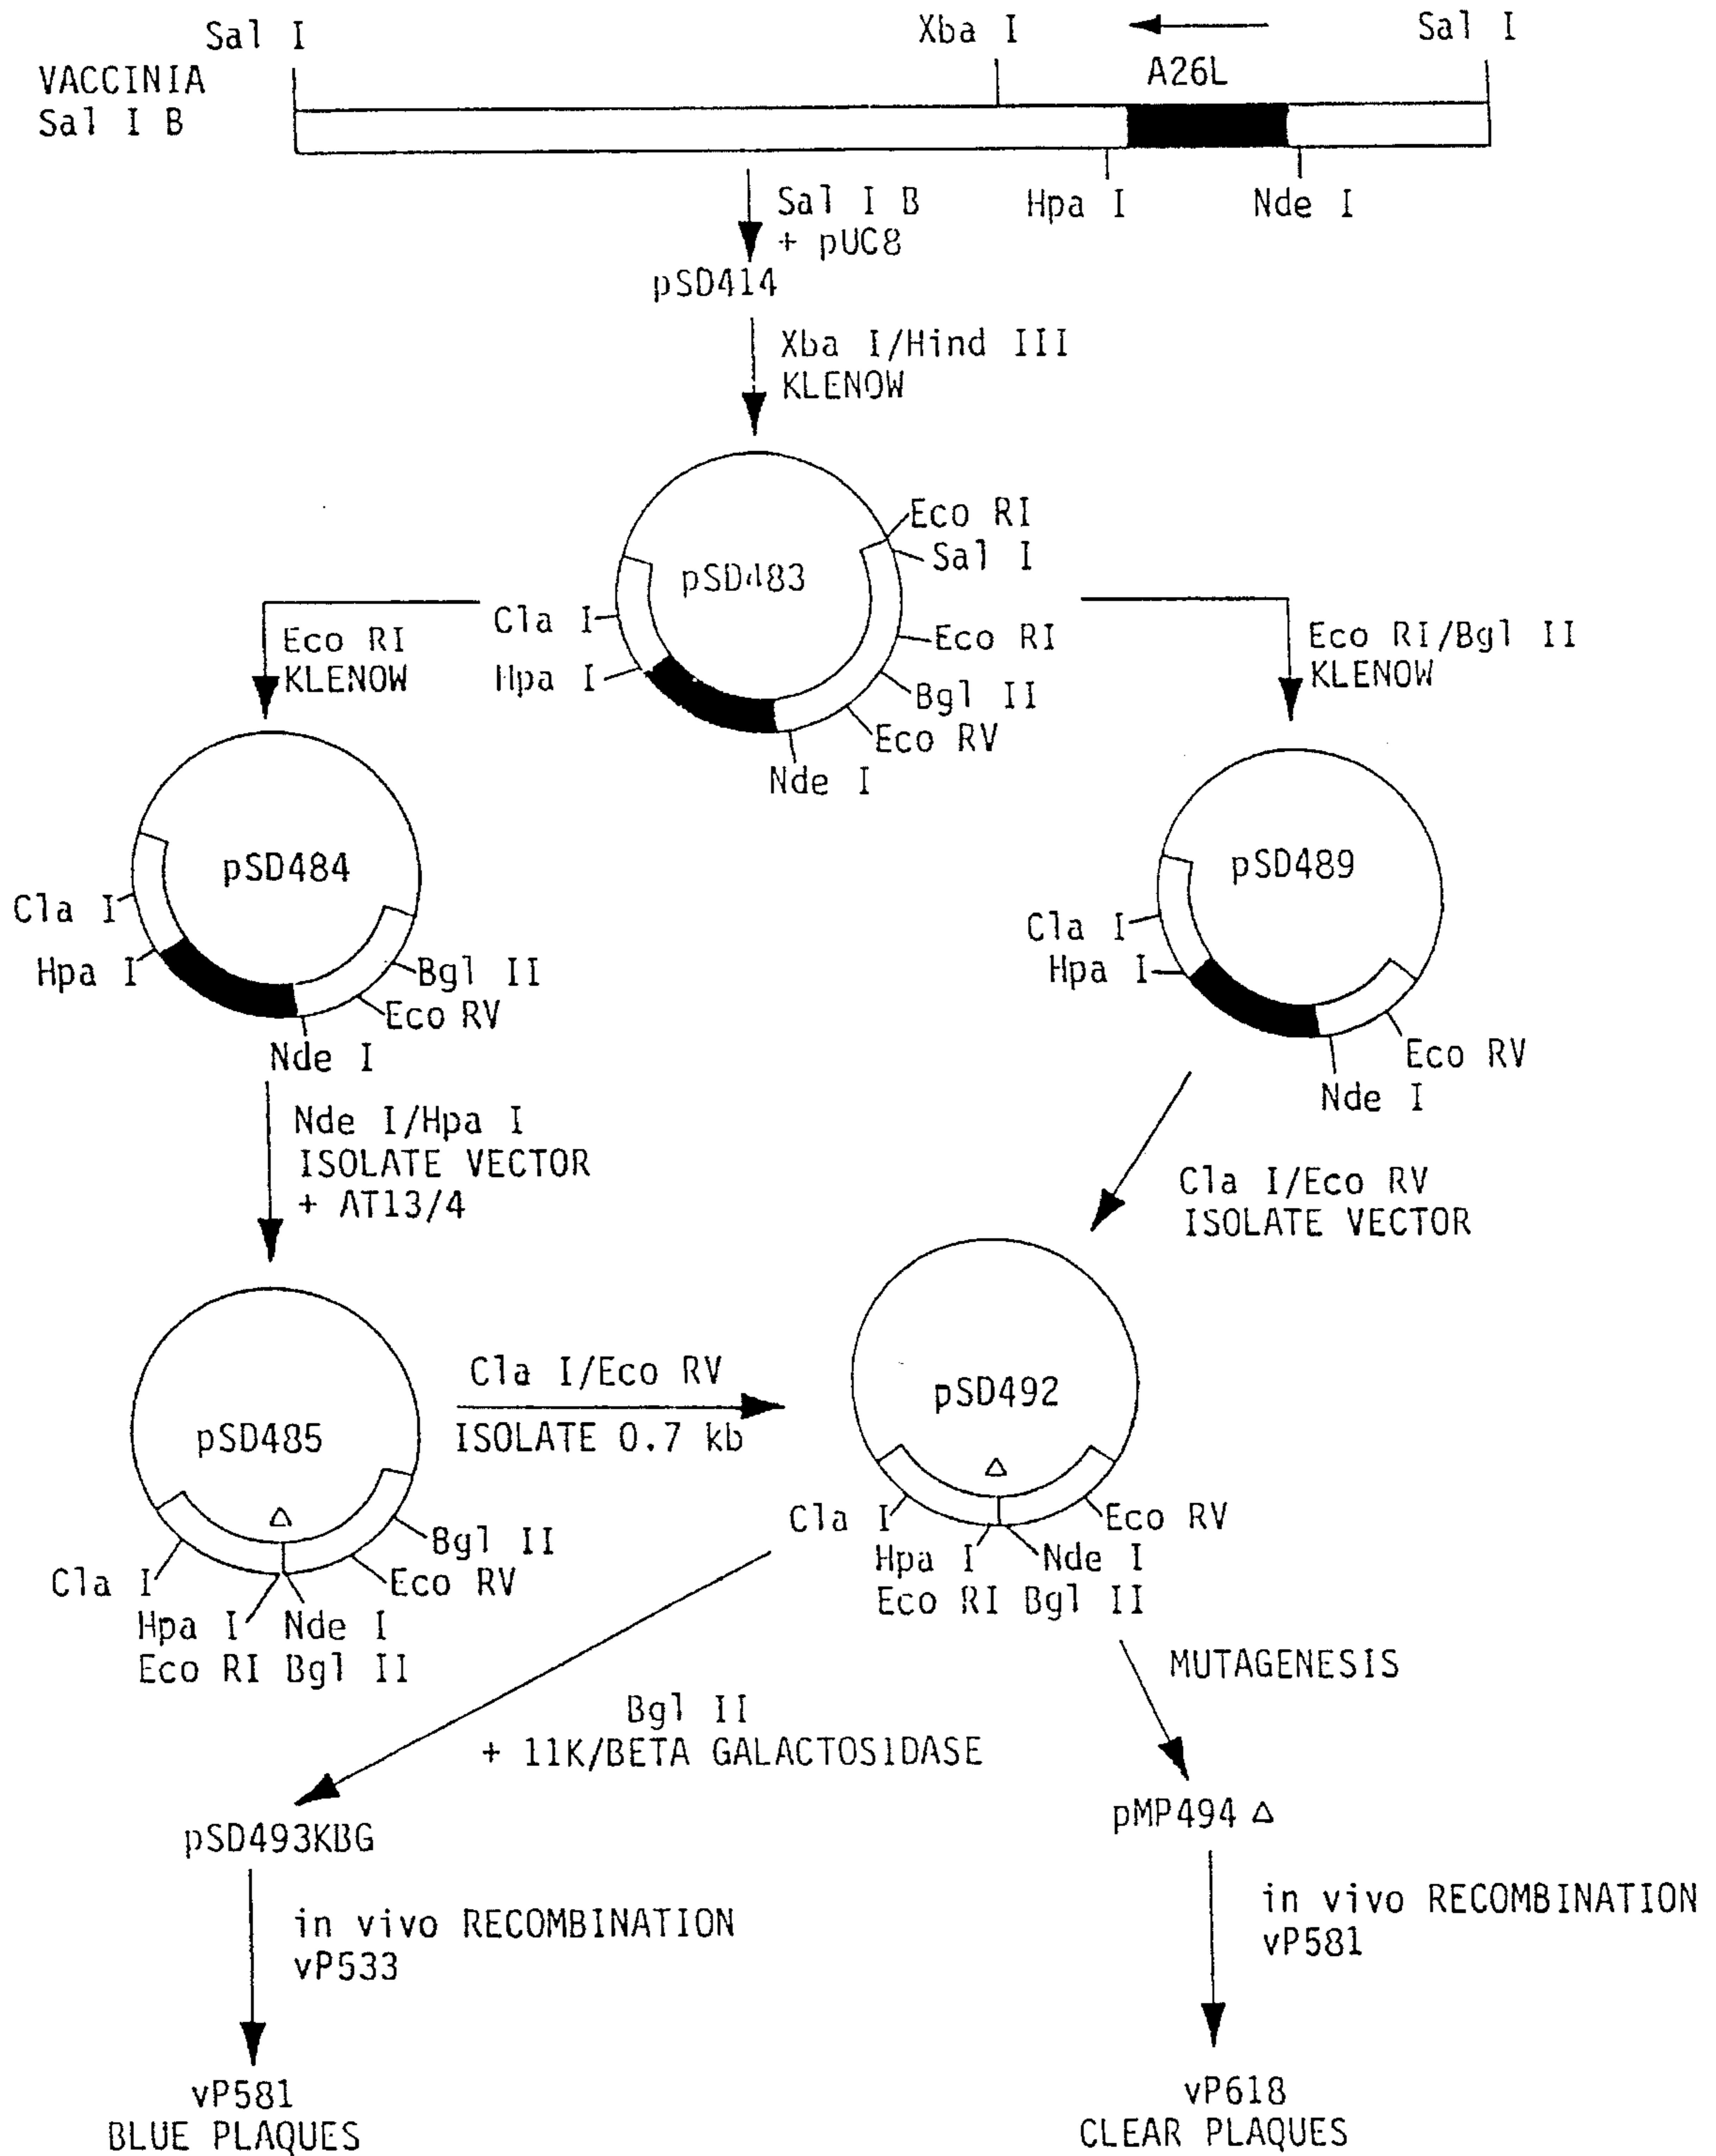 Sal I
Xba I
Sal I
VACCINIA
Sal I B
A26L
Hpa I
Nde I
Sal I B
+ pUC8
pSD414
Xba I/Hind III
KLENOW
pSD483
Eco RI
Sal I
Cla I
Eco RI
Hpa I
Bgl II
Eco RV
Nde I
Eco RI
KLENOW
Eco RI/Bgl II
KLENOW
pSD484
Cla I
Hpa I
Bgl II
Eco RV
Nde I
pSD489
Cla I
Hpa I
Eco RV
Nde I
Nde I/Hpa I
ISOLATE VECTOR
+ AT13/4
Cla I/Eco RV
ISOLATE VECTOR
pSD485
△
Cla I
Bgl II
Eco RV
Hpa I Nde I
Eco RI Bgl II
Cla I/Eco RV
ISOLATE 0.7 kb
pSD492
△
Cla I
Eco RV
Hpa I Nde I
Eco RI Bgl II
Bgl II
+ 11K/BETA GALACTOSIDASE
MUTAGENESIS
pSD493KBG
pMP494 △
in vivo RECOMBINATION
vP533
in vivo RECOMBINATION
vP581
vP581
BLUE PLAQUES
vP618
CLEAR PLAQUES